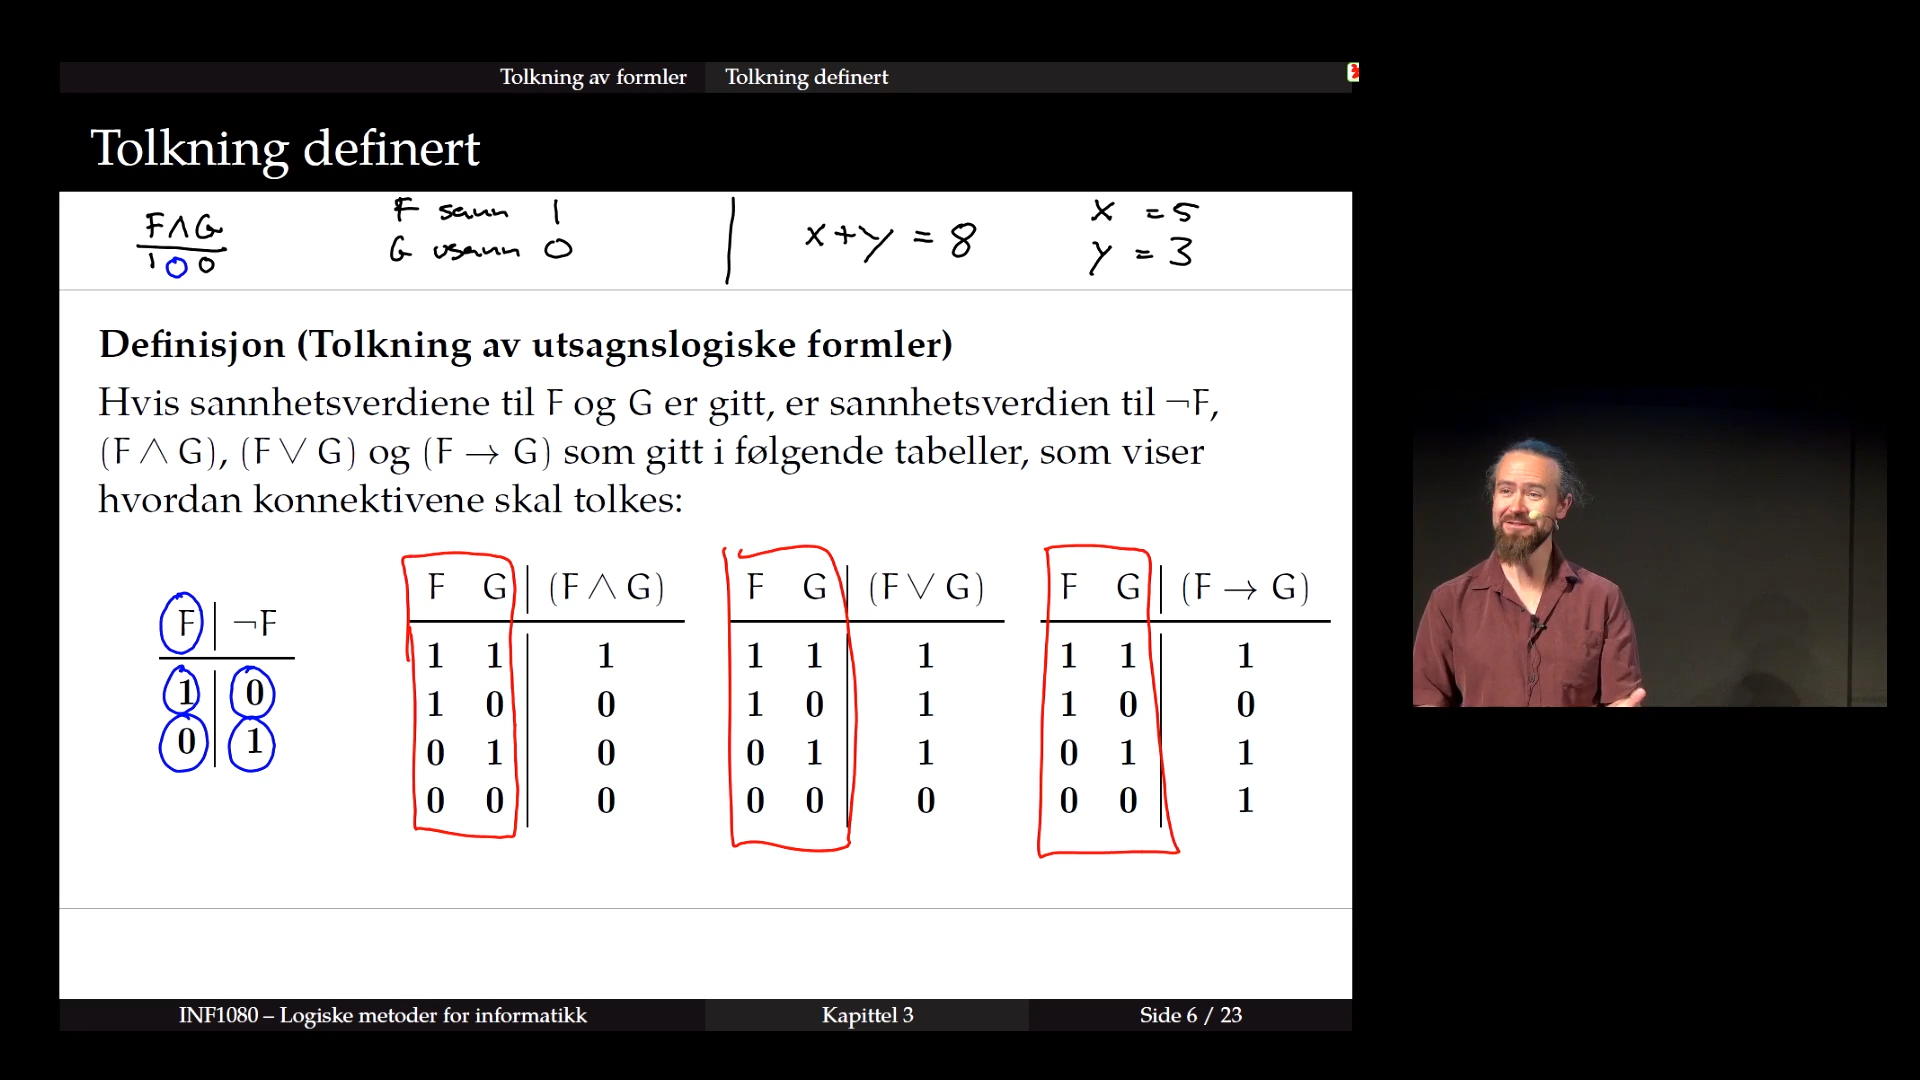 Tolkning av formler Tolkning definert
Tolkning definert
F∧G
1 0 0
F sann 1
G usann 0
x+y = 8
x = 5
y = 3
Definisjon (Tolkning av utsagnslogiske formler)
Hvis sannhetsverdiene til F og G er gitt, er sannhetsverdien til ¬F,
(F ∧ G), (F ∨ G) og (F → G) som gitt i følgende tabeller, som viser
hvordan konnektivene skal tolkes:
F ¬F
1 0
0 1
F G (F ∧ G)
1 1 1
1 0 0
0 1 0
0 0 0
F G (F ∨ G)
1 1 1
1 0 1
0 1 1
0 0 0
F G (F → G)
1 1 1
1 0 0
0 1 1
0 0 1
INF1080 – Logiske metoder for informatikk Kapittel 3 Side 6 / 23